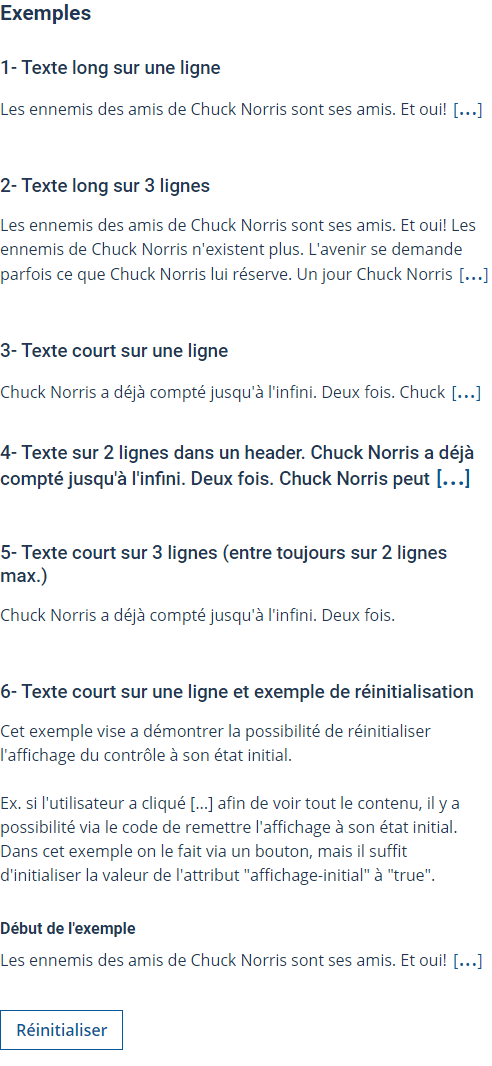 Exemples
1- Texte long sur une ligne
Les ennemis des amis de Chuck Norris sont ses amis. Et oui! [...]
2- Texte long sur 3 lignes
Les ennemis des amis de Chuck Norris sont ses amis. Et oui! Les
ennemis de Chuck Norris n'existent plus. L'avenir se demande
parfois ce que Chuck Norris lui réserve. Un jour Chuck Norris [...]
3- Texte court sur une ligne
Chuck Norris a déjà compté jusqu'à l'infini. Deux fois. Chuck [...]
4- Texte sur 2 lignes dans un header. Chuck Norris a déjà
compté jusqu'à l'infini. Deux fois. Chuck Norris peut [...]
5- Texte court sur 3 lignes (entre toujours sur 2 lignes
max.)
Chuck Norris a déjà compté jusqu'à l'infini. Deux fois.
6- Texte court sur une ligne et exemple de réinitialisation
Cet exemple vise a démontrer la possibilité de réinitialiser
l'affichage du contrôle à son état initial.
Ex. si l'utilisateur a cliqué [...] afin de voir tout le contenu, il y a
possibilité via le code de remettre l'affichage à son état initial.
Dans cet exemple on le fait via un bouton, mais il suffit
d'initialiser la valeur de l'attribut "affichage-initial" à "true".
Début de l'exemple
Les ennemis des amis de Chuck Norris sont ses amis. Et oui! [...]
Réinitialiser